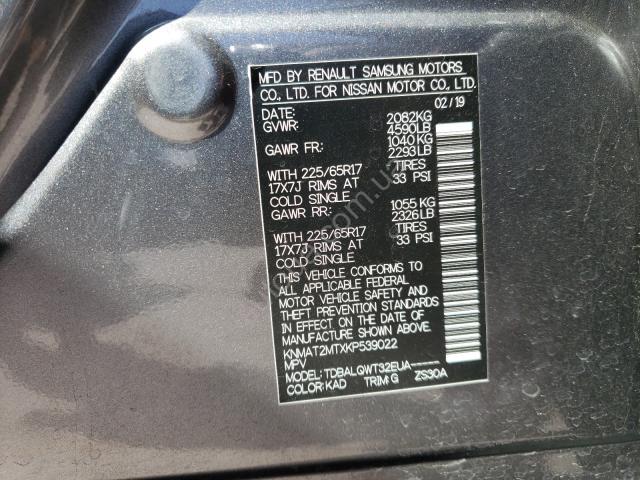 MFD BY RENAULT SAMSUNG MOTORS
CO., LTD. FOR NISSAN MOTOR CO., LTD.
DATE: 02/19
GVWR: 2082KG
4590LB
GAWR FR: 1040KG
2293LB
WITH 225/65R17 TIRES
17X7J RIMS AT 33 PSI
COLD SINGLE
GAWR RR: 1055KG
2326LB
WITH 225/65R17 TIRES
17X7J RIMS AT 33 PSI
COLD SINGLE
THIS VEHICLE CONFORMS TO
ALL APPLICABLE FEDERAL
MOTOR VEHICLE SAFETY AND
THEFT PREVENTION STANDARDS
IN EFFECT ON THE DATE OF
MANUFACTURE SHOWN ABOVE.
KNMAT2MTXKP539022
MPV
MODEL: TDBALQWT32EUA-----
COLOR: KAD TRIM: G ZS30A